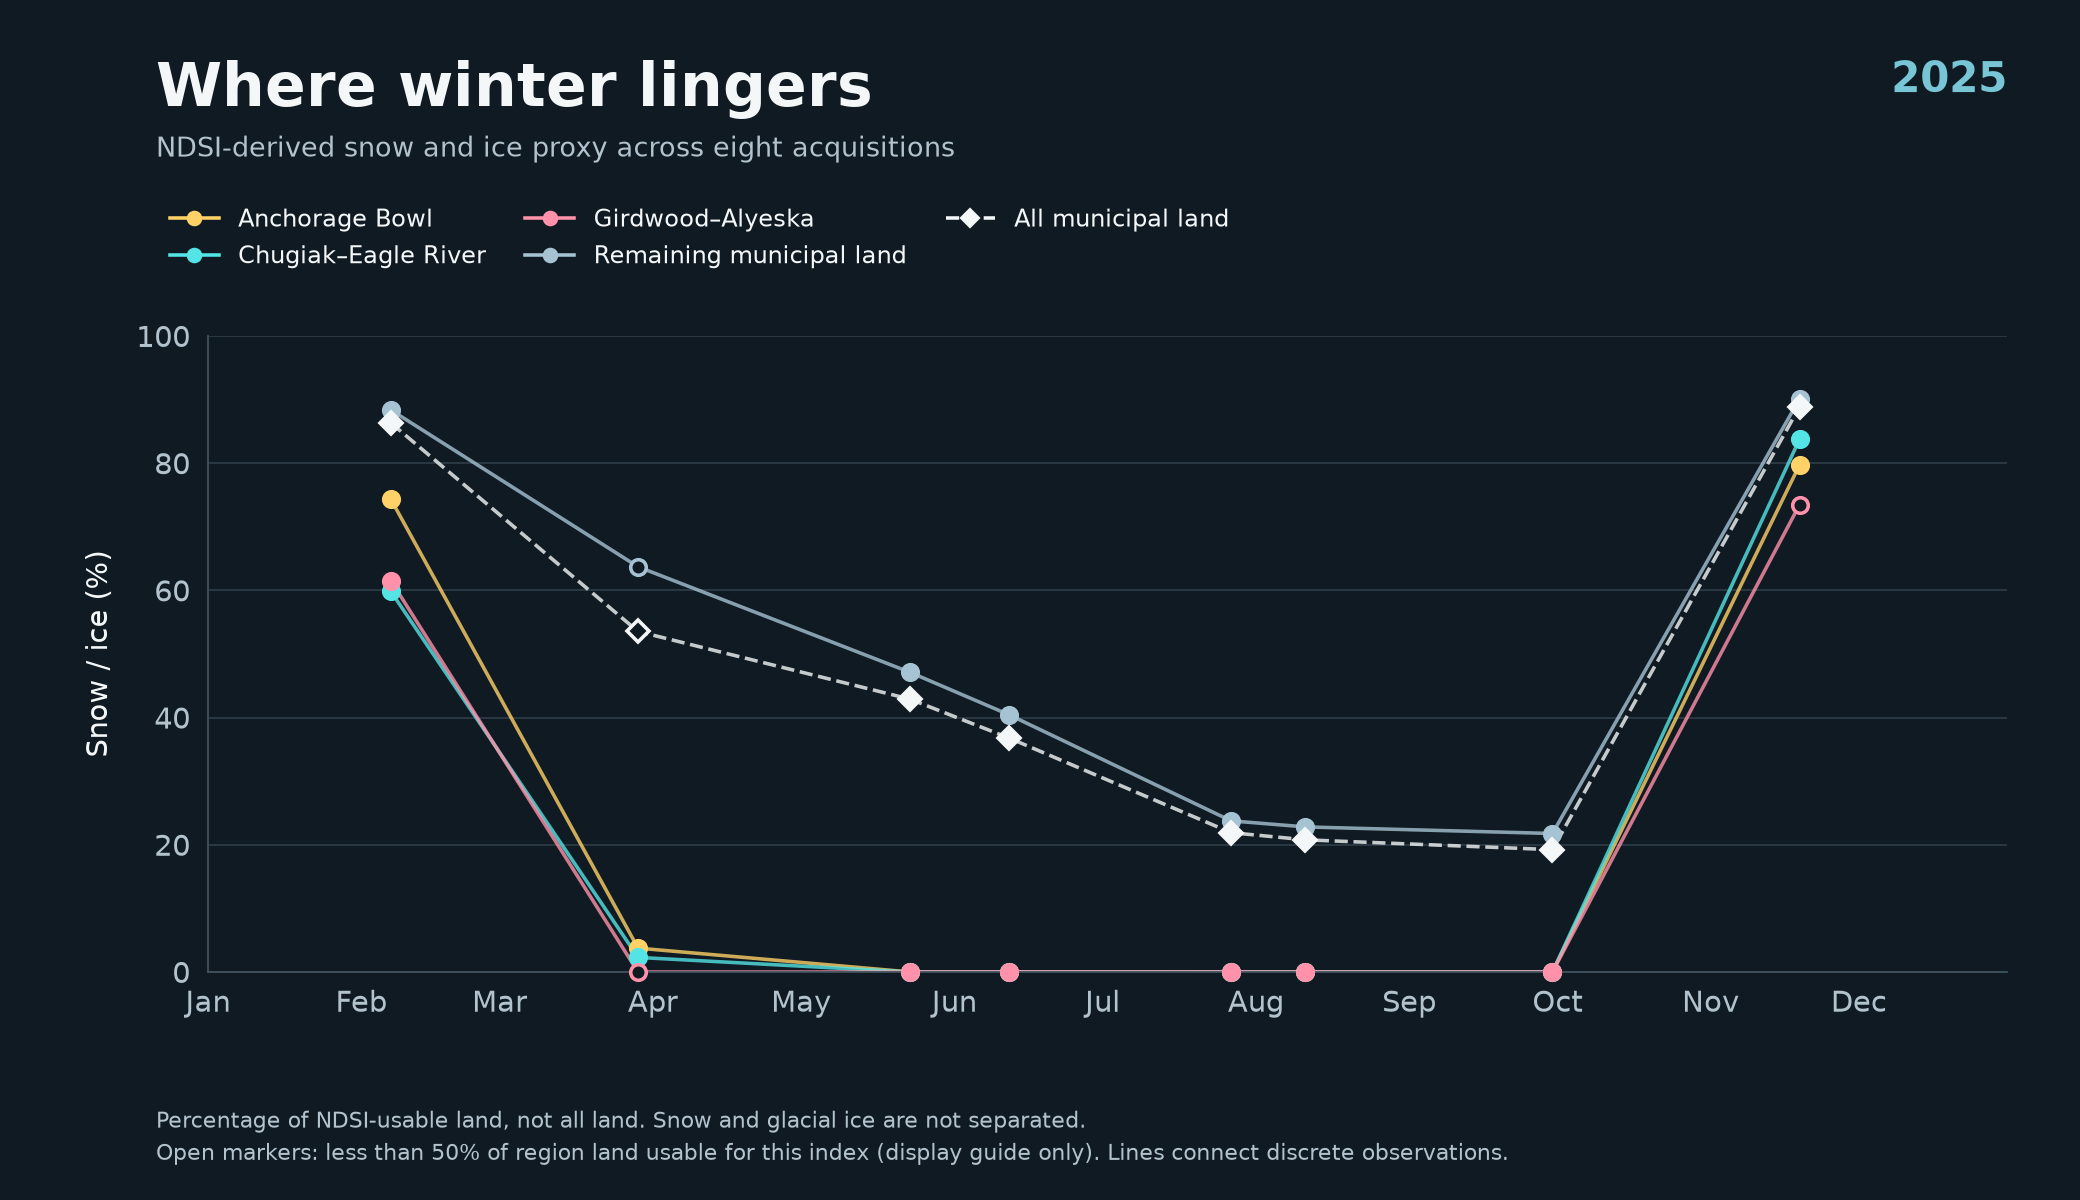 Where winter lingers
2025
NDSI-derived snow and ice proxy across eight acquisitions
Anchorage Bowl
Girdwood–Alyeska
All municipal land
Chugiak–Eagle River
Remaining municipal land
Snow / ice (%)
100
80
60
40
20
0
Jan Feb Mar Apr May Jun Jul Aug Sep Oct Nov Dec
Percentage of NDSI-usable land, not all land. Snow and glacial ice are not separated.
Open markers: less than 50% of region land usable for this index (display guide only). Lines connect discrete observations.